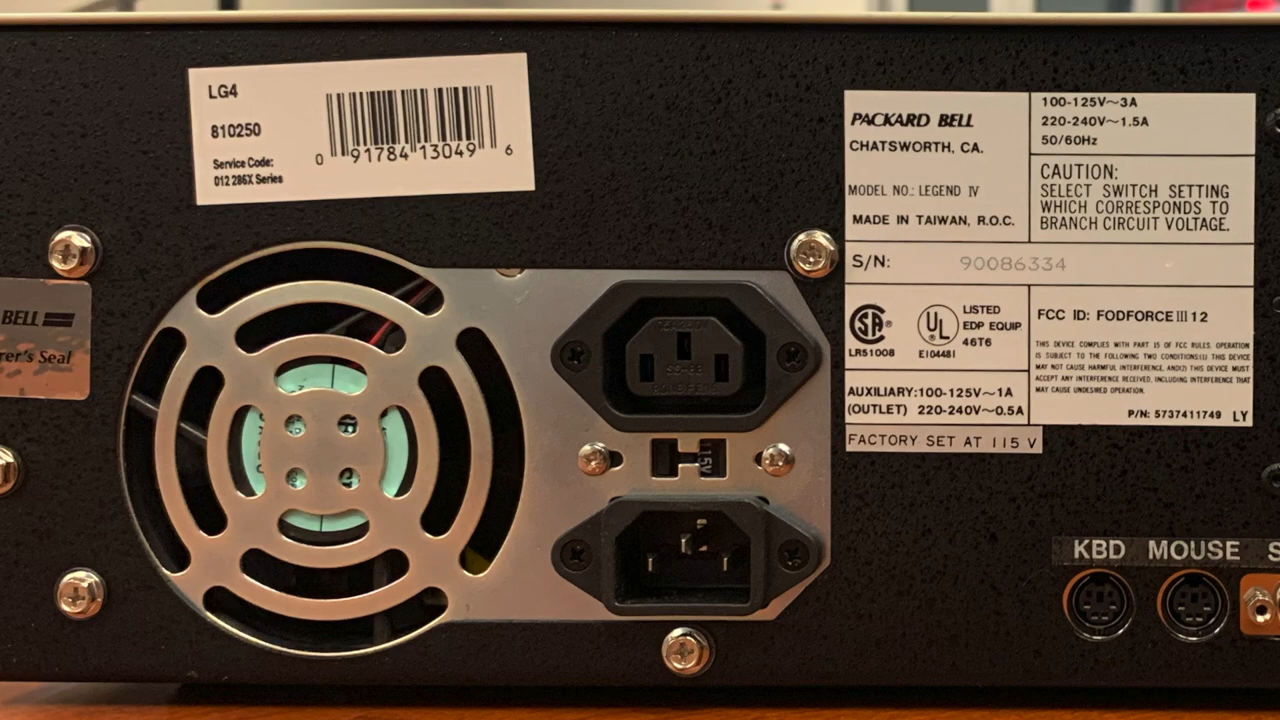 LG4
810250
Service Code:
012 286X Series
0 91784 13049 6
BELL
rer's Seal
PACKARD BELL
CHATSWORTH, CA.
MODEL NO.: LEGEND IV
MADE IN TAIWAN, R.O.C.
100-125V~3A
220-240V~1.5A
50/60Hz
CAUTION:
SELECT SWITCH SETTING
WHICH CORRESPONDS TO
BRANCH CIRCUIT VOLTAGE.
S/N: 90086334
LR51008
UL
E104481
LISTED
EDP EQUIP.
46T6
AUXILIARY:100-125V~1A
(OUTLET) 220-240V~0.5A
FCC ID: FODFORCE III 12
THIS DEVICE COMPLIES WITH PART 15 OF FCC RULES. OPERATION
IS SUBJECT TO THE FOLLOWING TWO CONDITIONS:(1) THIS DEVICE
MAY NOT CAUSE HARMFUL INTERFERENCE, AND(2) THIS DEVICE MUST
ACCEPT ANY INTERFERENCE RECEIVED, INCLUDING INTERFERENCE THAT
MAY CAUSE UNDESIRED OPERATION.
P/N: 5737411749 LY
FACTORY SET AT 115 V
115V
KBD MOUSE S